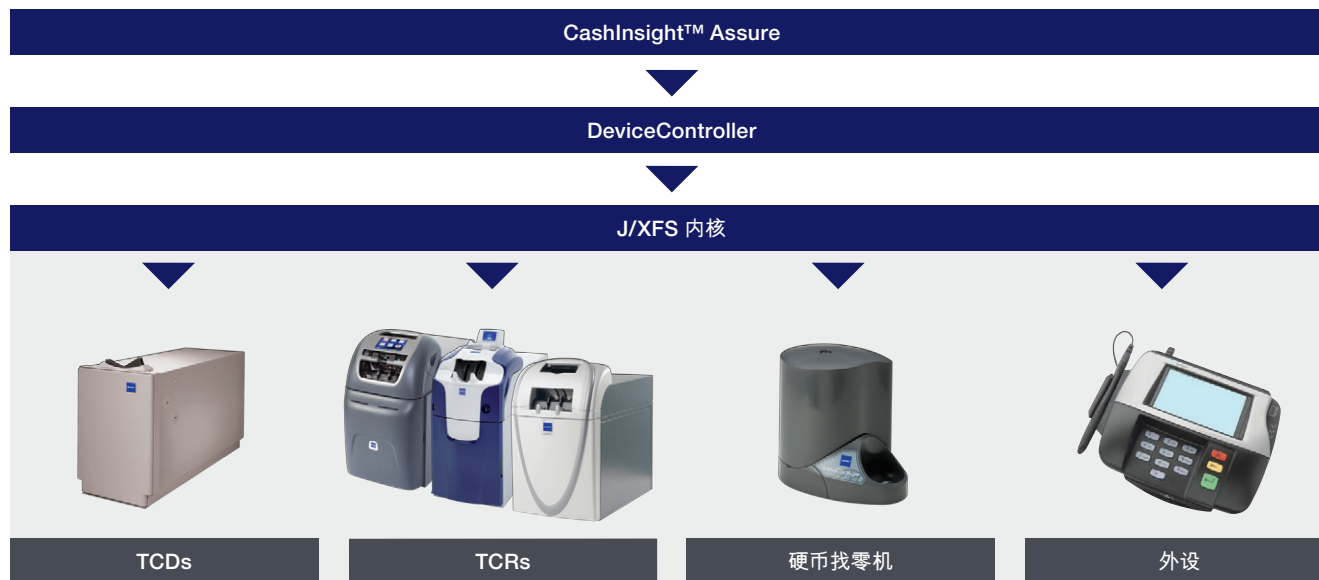 CashInsight™ Assure
DeviceController
J/XFS 内核
TCDs
TCRs
硬币找零机
外设